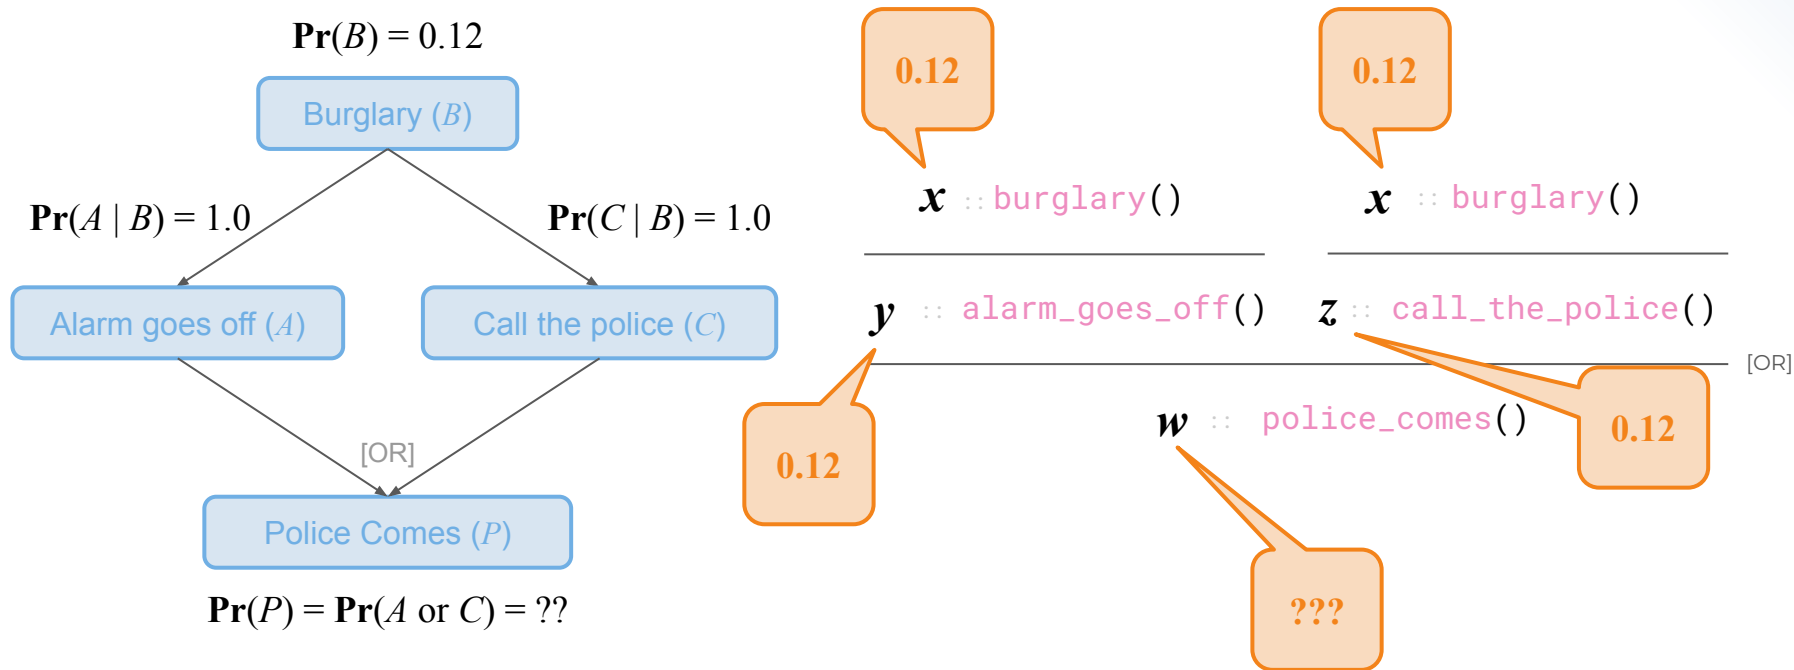 Pr(B) = 0.12
Burglary (B)
Pr(A | B) = 1.0
Pr(C | B) = 1.0
Alarm goes off (A)
Call the police (C)
[OR]
Police Comes (P)
Pr(P) = Pr(A or C) = ??
0.12
0.12
x :: burglary()
x :: burglary()
y :: alarm_goes_off()
z :: call_the_police()
[OR]
w :: police_comes()
0.12
0.12
???